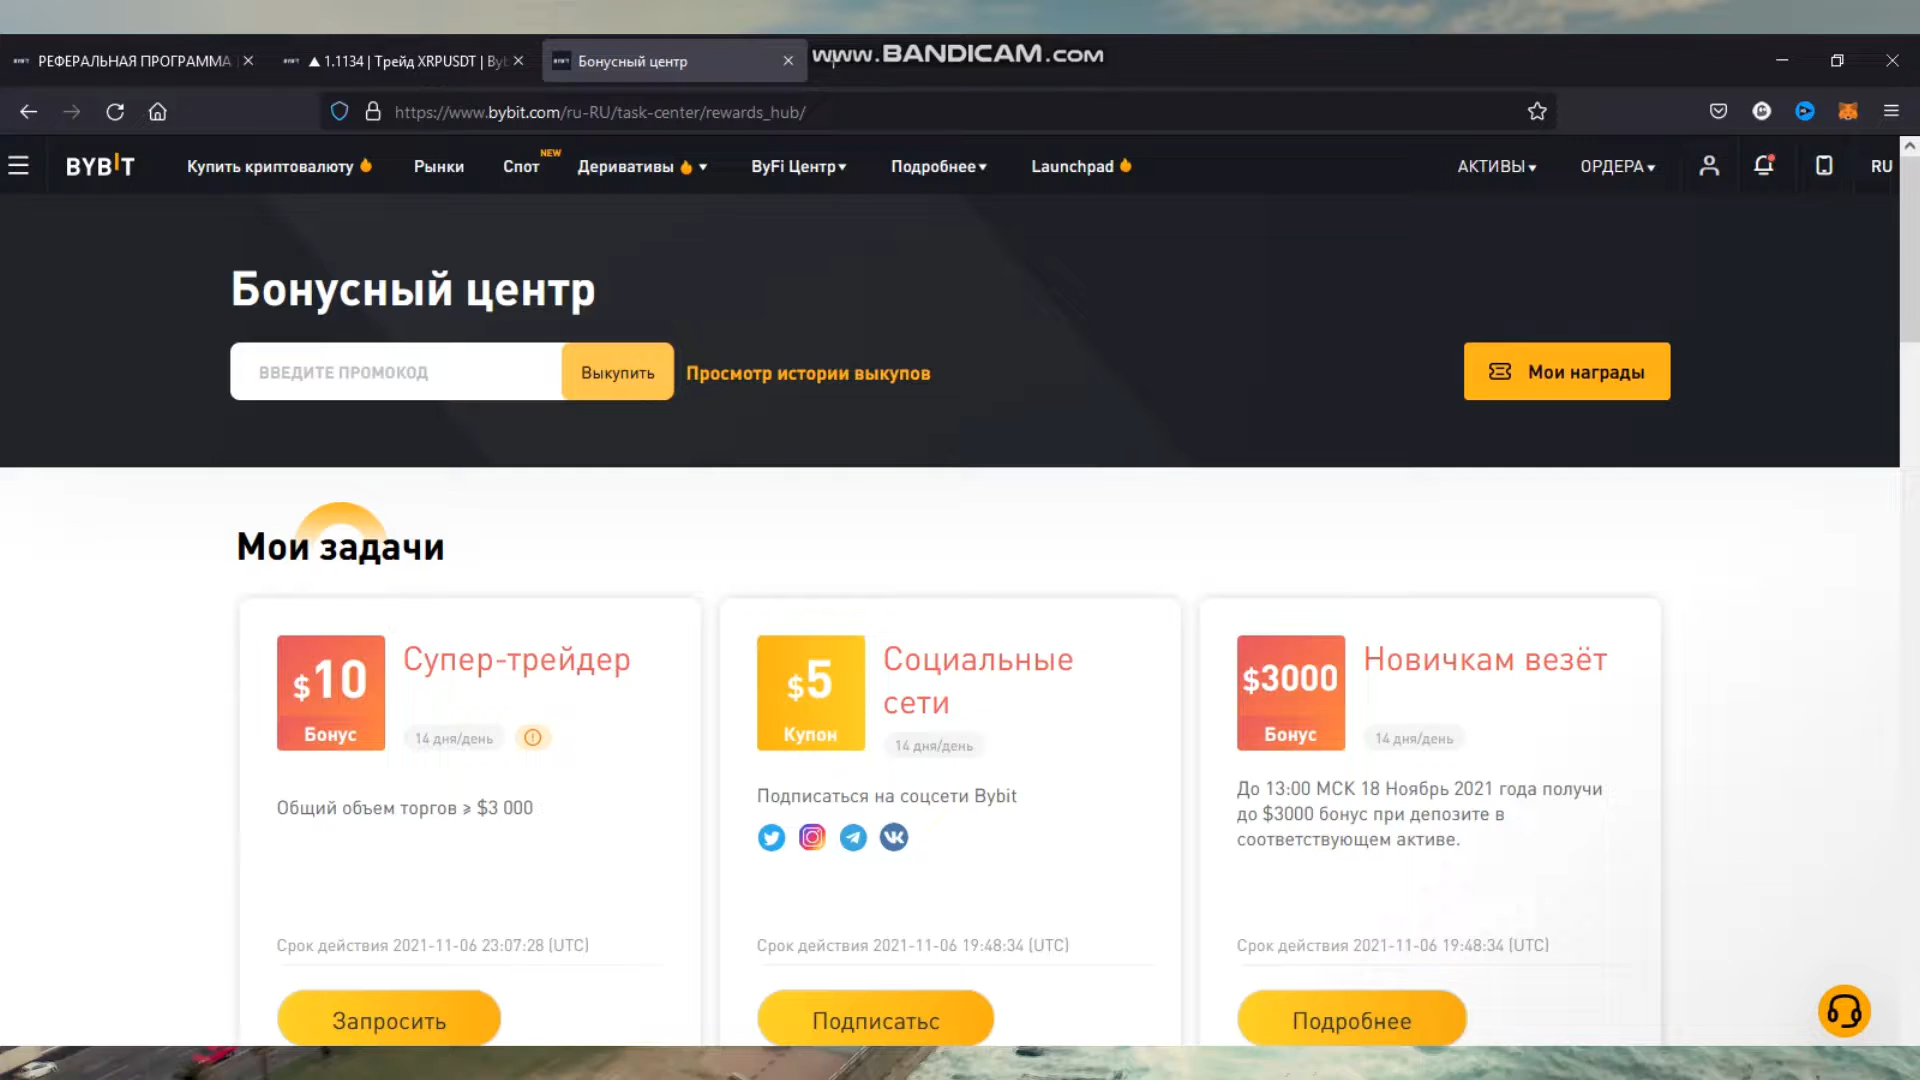 РЕФЕРАЛЬНАЯ ПРОГРАММА
▲ 1.1134 | Трейд XRPUSDT | Byb
Бонусный центр
www.BANDICAM.com
https://www.bybit.com/ru-RU/task-center/rewards_hub/
BYBIT
Купить криптовалюту
Рынки
Спот
NEW
Деривативы
ByFi Центр
Подробнее
Launchpad
АКТИВЫ
ОРДЕРА
RU
Бонусный центр
ВВЕДИТЕ ПРОМОКОД
Выкупить
Просмотр истории выкупов
Мои награды
Мои задачи
$10
Бонус
Супер-трейдер
14 дня/день
Общий объем торгов ≥ $3 000
Срок действия 2021-11-06 23:07:28 (UTC)
Запросить
$5
Купон
Социальные
сети
14 дня/день
Подписаться на соцсети Bybit
Срок действия 2021-11-06 19:48:34 (UTC)
Подписатьс
$3000
Бонус
Новичкам везёт
14 дня/день
До 13:00 МСК 18 Ноябрь 2021 года получи
до $3000 бонус при депозите в
соответствующем активе.
Срок действия 2021-11-06 19:48:34 (UTC)
Подробнее